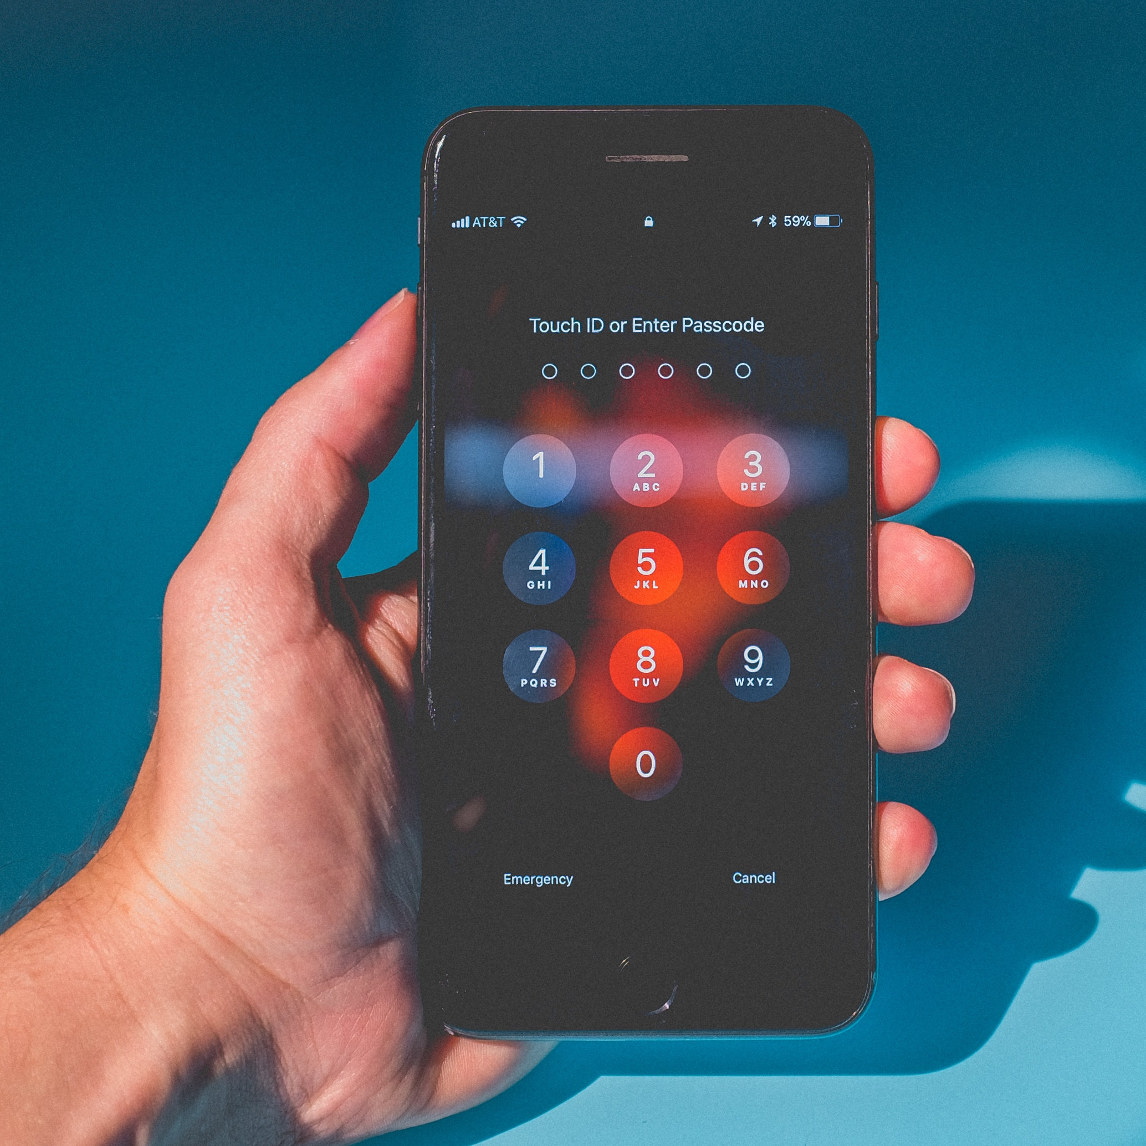 AT&T 59%
Touch ID or Enter Passcode
1 2 3
ABC DEF
4 5 6
GHI JKL MNO
7 8 9
PQRS TUV WXYZ
0
Emergency Cancel